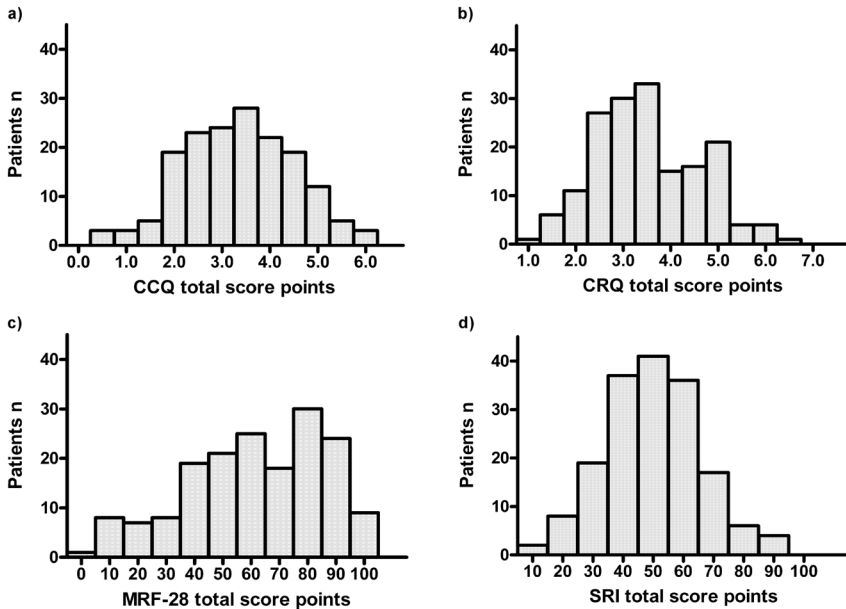 a)
40
30
20
10
0
Patients n
0.0 1.0 2.0 3.0 4.0 5.0 6.0
CCQ total score points
b)
40
30
20
10
0
Patients n
1.0 2.0 3.0 4.0 5.0 6.0 7.0
CRQ total score points
c)
40
30
20
10
0
Patients n
0 10 20 30 40 50 60 70 80 90 100
MRF-28 total score points
d)
40
30
20
10
0
Patients n
10 20 30 40 50 60 70 80 90 100
SRI total score points